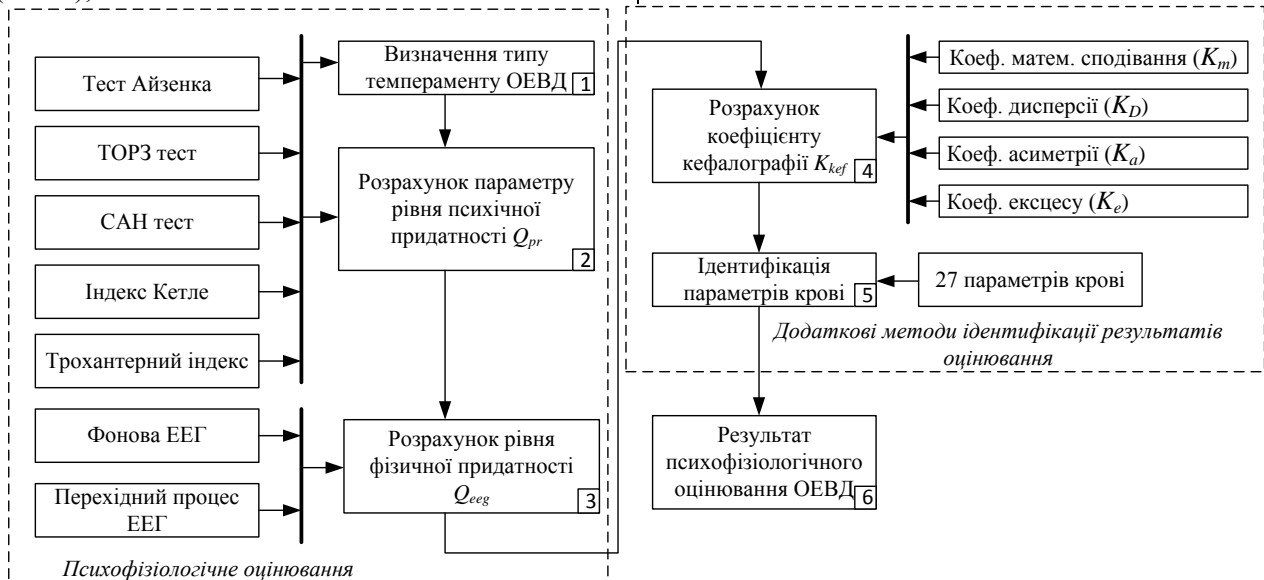 Тест Айзенка
ТОРЗ тест
САН тест
Індекс Кетле
Трохантерний індекс
Фонова ЕЕГ
Перехідний процес
ЕЕГ
Визначення типу
темпераменту ОЕВД
1
Розрахунок параметру
рівня психічної
придатності Qpr
2
Розрахунок рівня
фізичної придатності
Qeeg
3
Психофізіологічне оцінювання
Розрахунок
коефіцієнту
кефалографії Kkef
4
Коеф. матем. сподівання (Km)
Коеф. дисперсії (KD)
Коеф. асиметрії (Ka)
Коеф. ексцесу (Ke)
Ідентифікація
параметрів крові
5
27 параметрів крові
Додаткові методи ідентифікації результатів
оцінювання
Результат
психофізіологічного
оцінювання ОЕВД
6